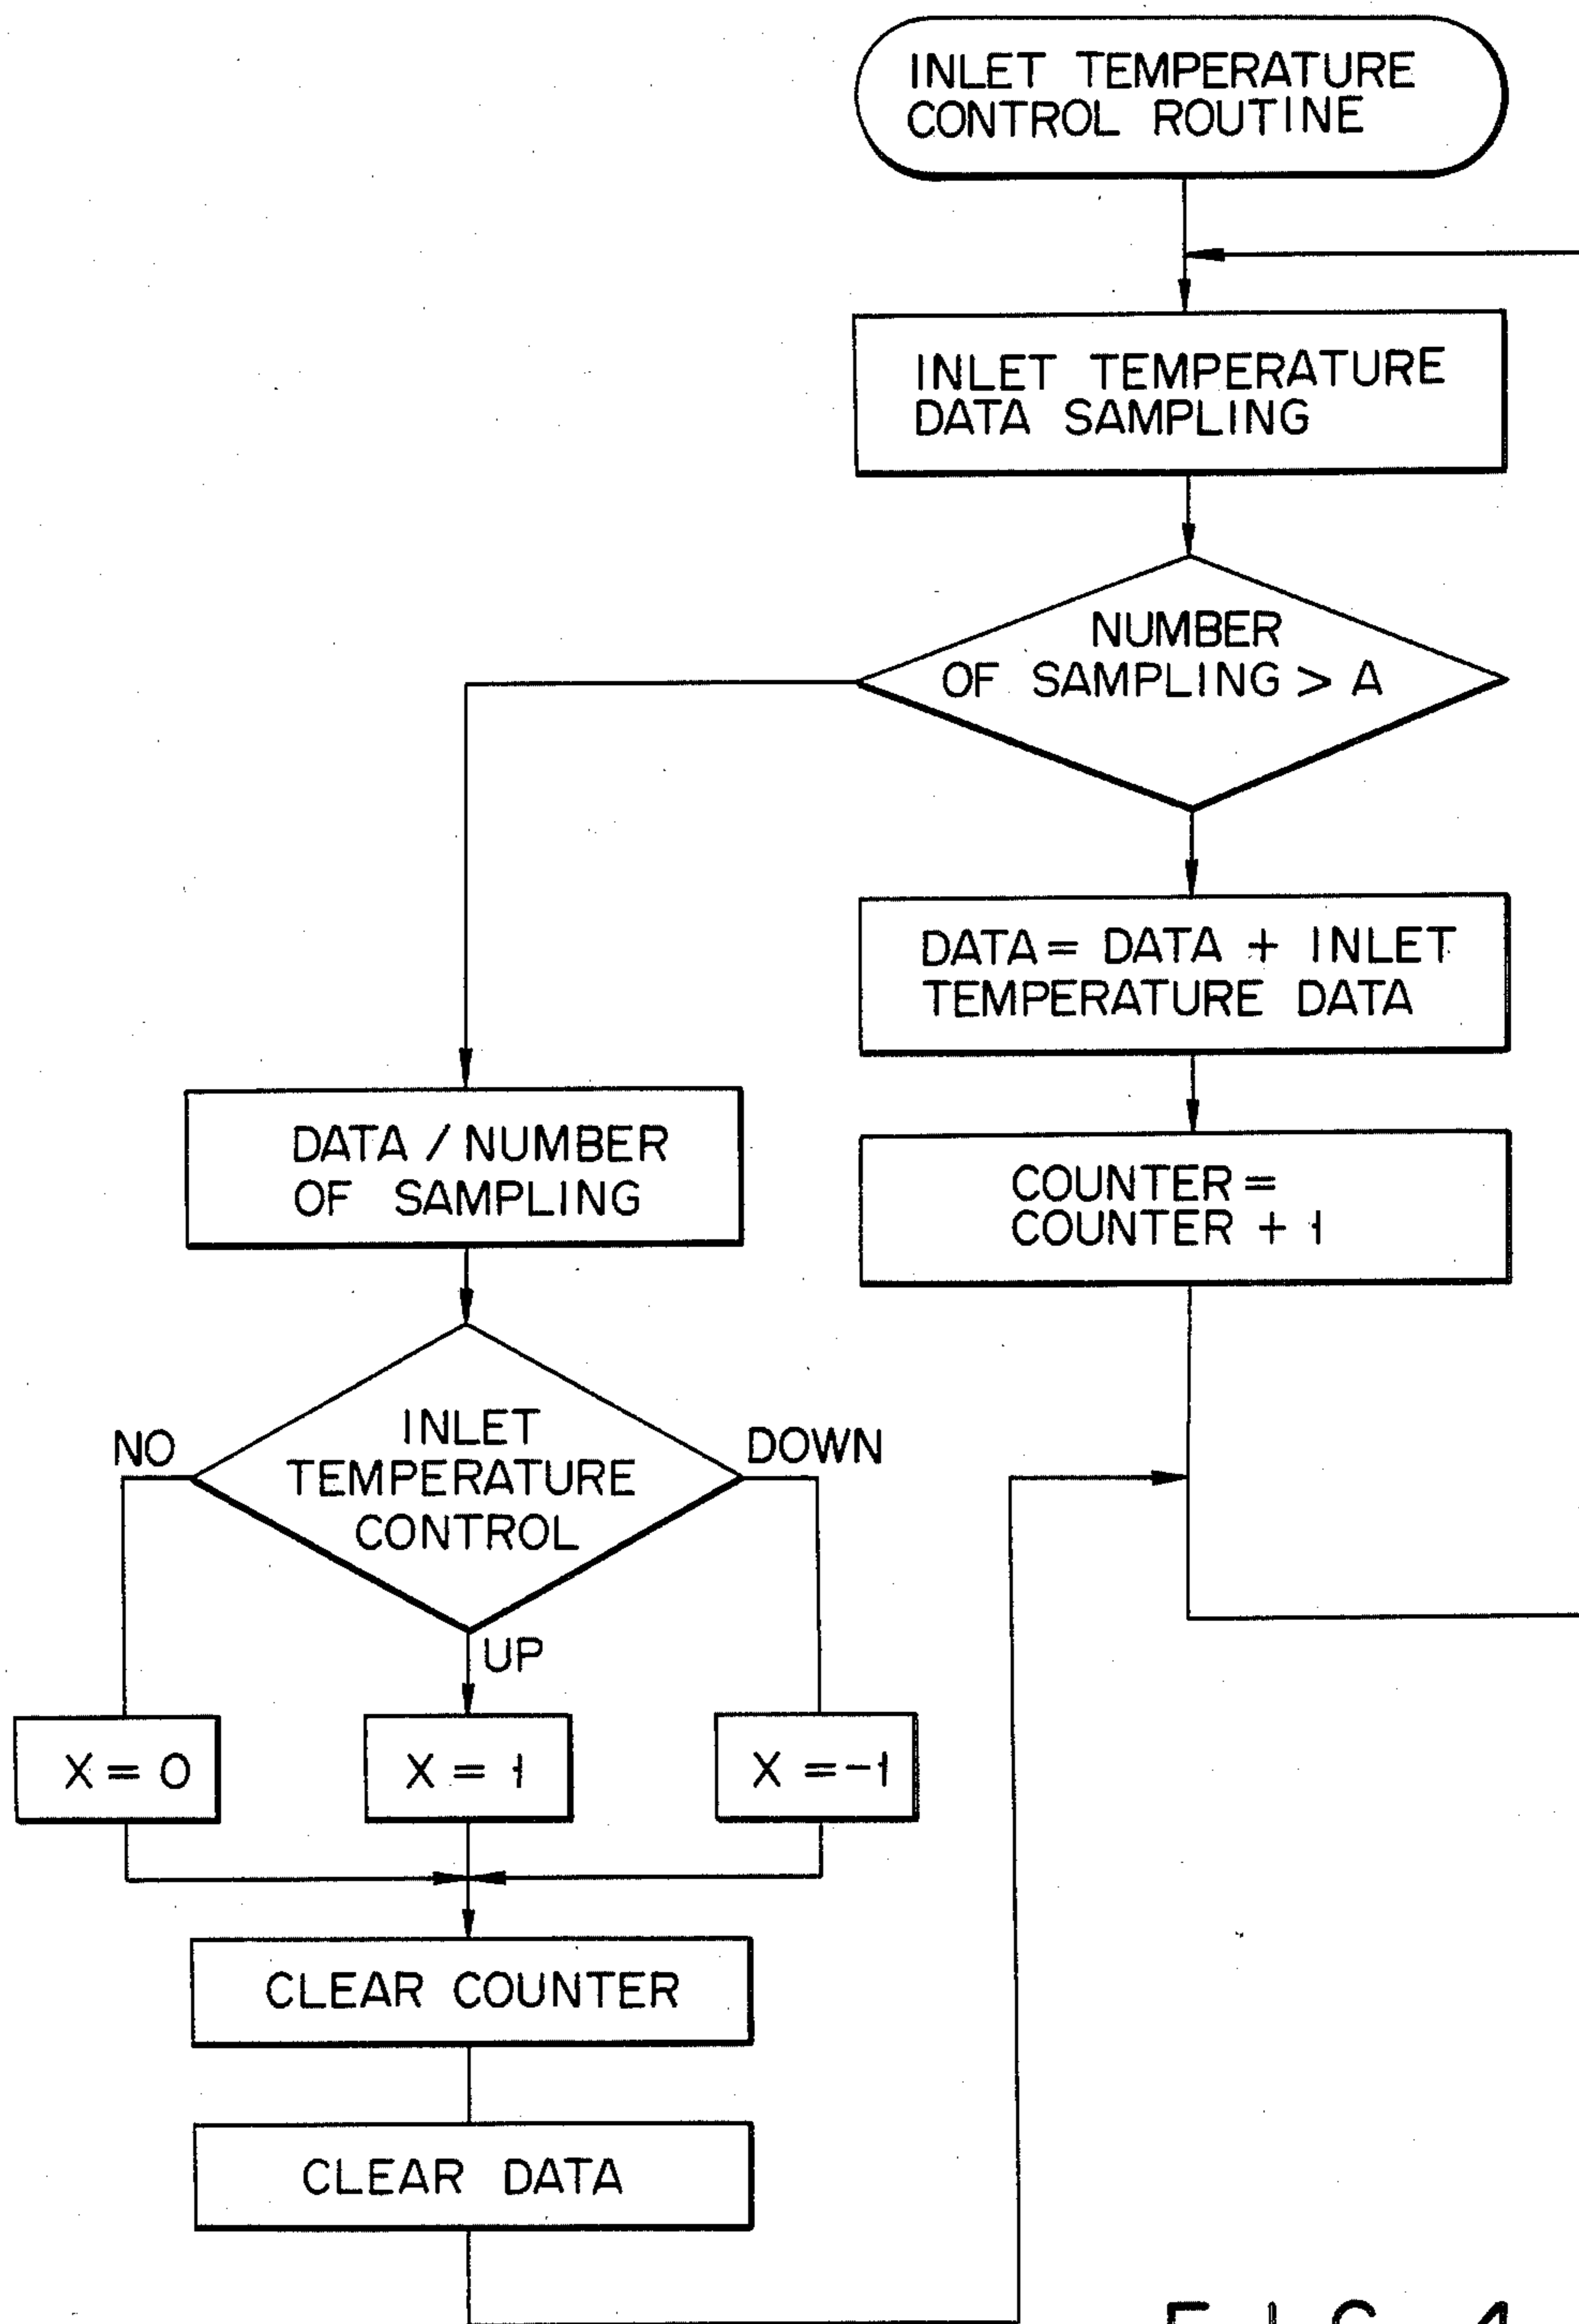 INLET TEMPERATURE
CONTROL ROUTINE
INLET TEMPERATURE
DATA SAMPLING
NUMBER
OF SAMPLING > A
DATA = DATA + INLET
TEMPERATURE DATA
COUNTER =
COUNTER + 1
DATA / NUMBER
OF SAMPLING
INLET
TEMPERATURE
CONTROL
NO
DOWN
UP
X = 0
X = 1
X = -1
CLEAR COUNTER
CLEAR DATA